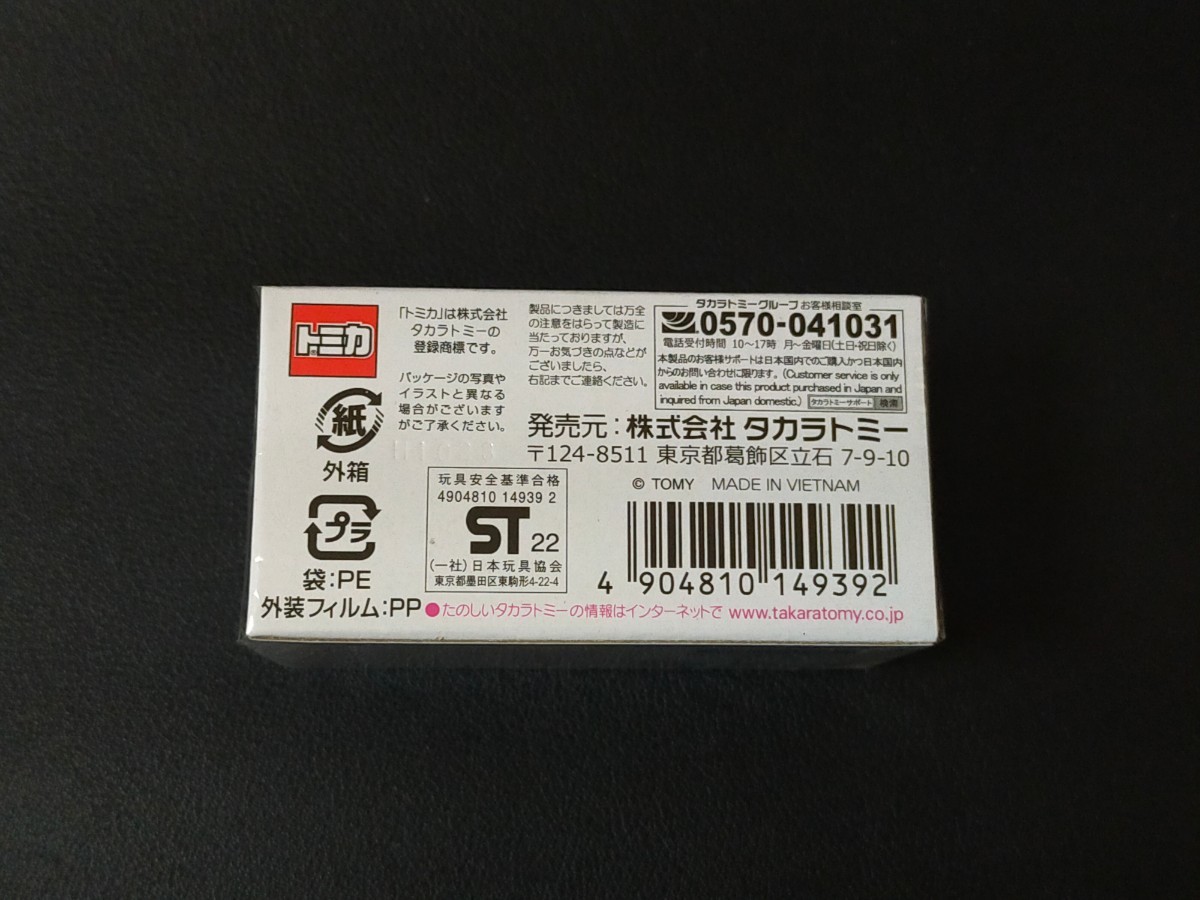 トミカ
「トミカ」は株式会社
タカラトミーの
登録商標です。
パッケージの写真や
イラストと異なる
場合がございます
がご了承ください。
紙
外箱
プラ
袋:PE
外装フィルム:PP
製品につきましては万全
の注意をはらって製造に
当たっておりますが、
万一お気づきの点などが
ございましたら、
右記までご連絡ください。
タカラトミーグループ お客様相談室
0570-041031
電話受付時間 10~17時 月~金曜日(土日・祝日除く)
本製品のお客様サポートは日本国内でのご購入かつ日本国内
からのお問い合わせに限ります。(Customer service is only
available in case this product purchased in Japan and
inquired from Japan domestic.) タカラトミーサポート 検索
発売元:株式会社 タカラトミー
〒124-8511 東京都葛飾区立石 7-9-10
© TOMY MADE IN VIETNAM
玩具安全基準合格
4904810 14939 2
ST 22
(一社)日本玩具協会
東京都墨田区東駒形4-22-4
4 904810 149392
●たのしいタカラトミーの情報はインターネットで www.takaratomy.co.jp